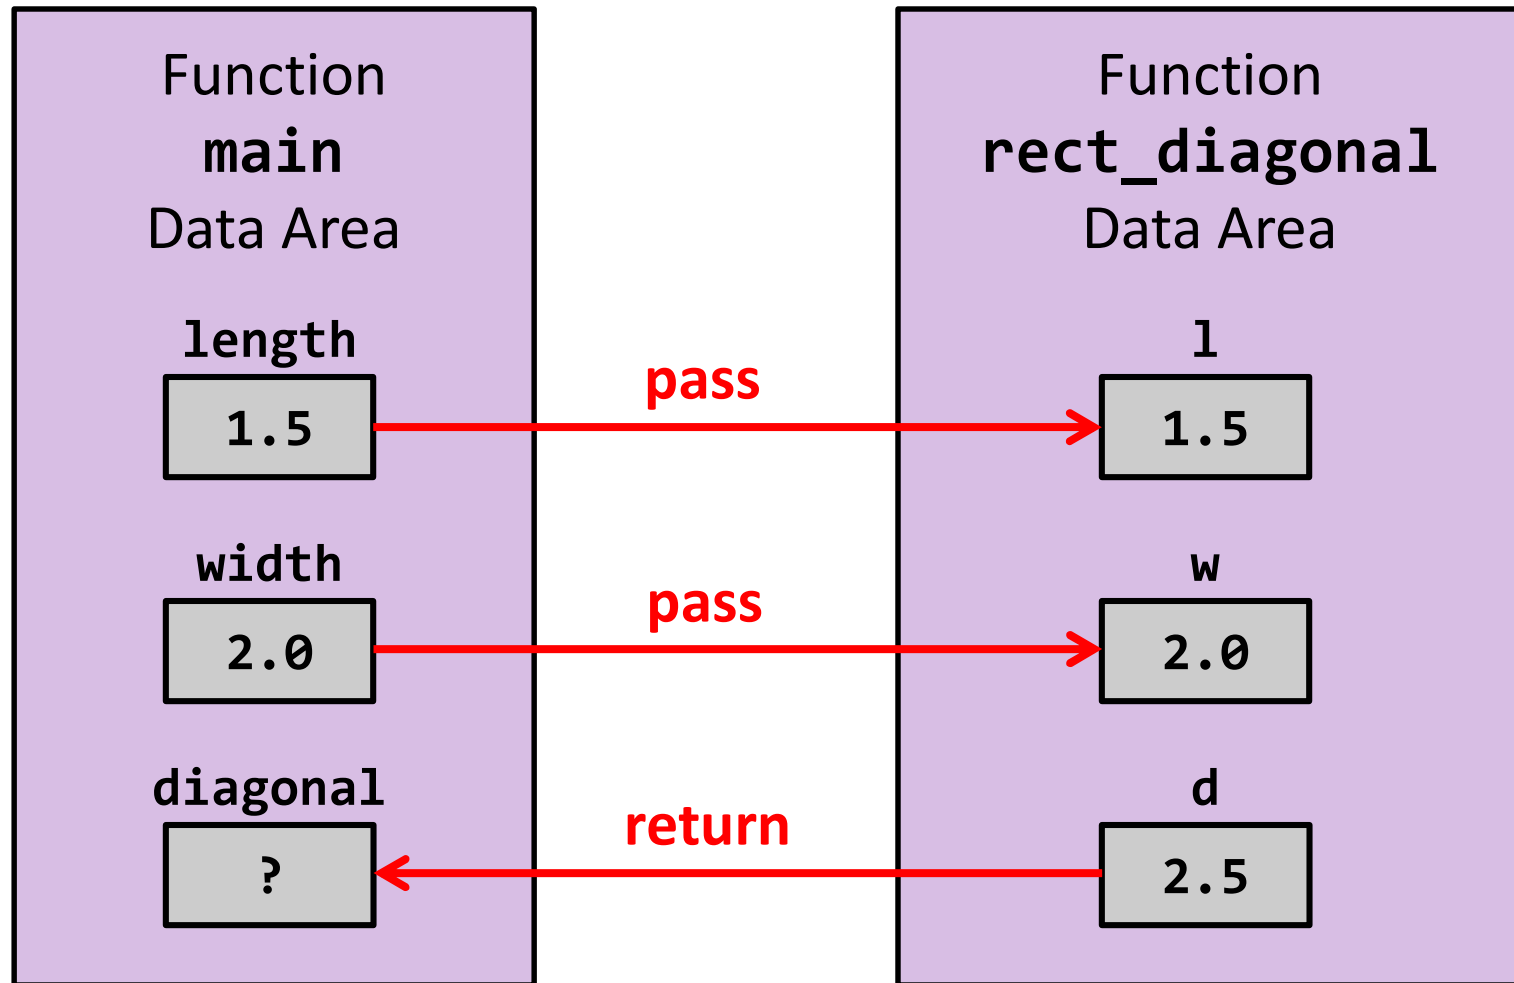 Function
main
Data Area
length
1.5
width
2.0
diagonal
?
pass
pass
return
Function
rect_diagonal
Data Area
l
1.5
w
2.0
d
2.5